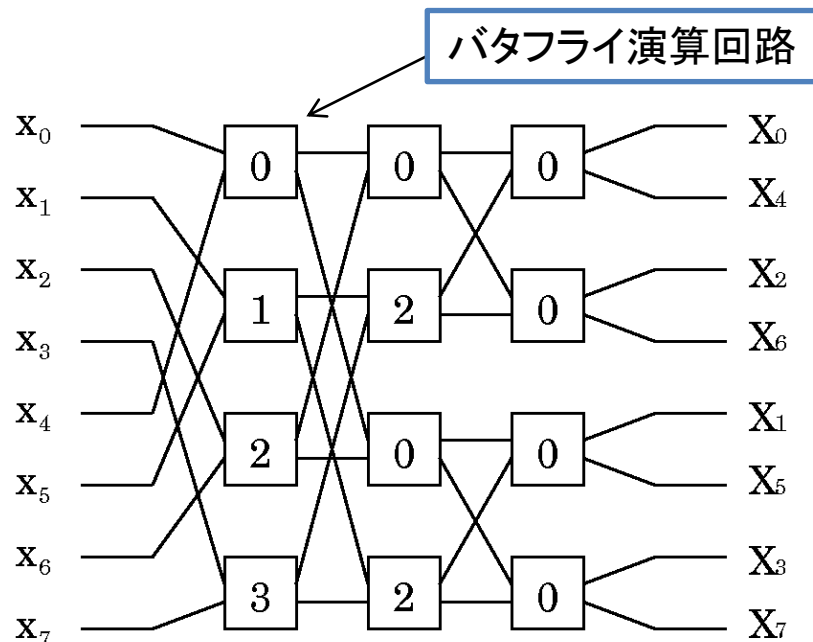 バタフライ演算回路
x₀ 0 0 0 X₀
x₁ X₄
x₂ 1 2 0 X₂
x₃ X₆
x₄ 2 0 0 X₁
x₅ X₅
x₆ 3 2 0 X₃
x₇ X₇